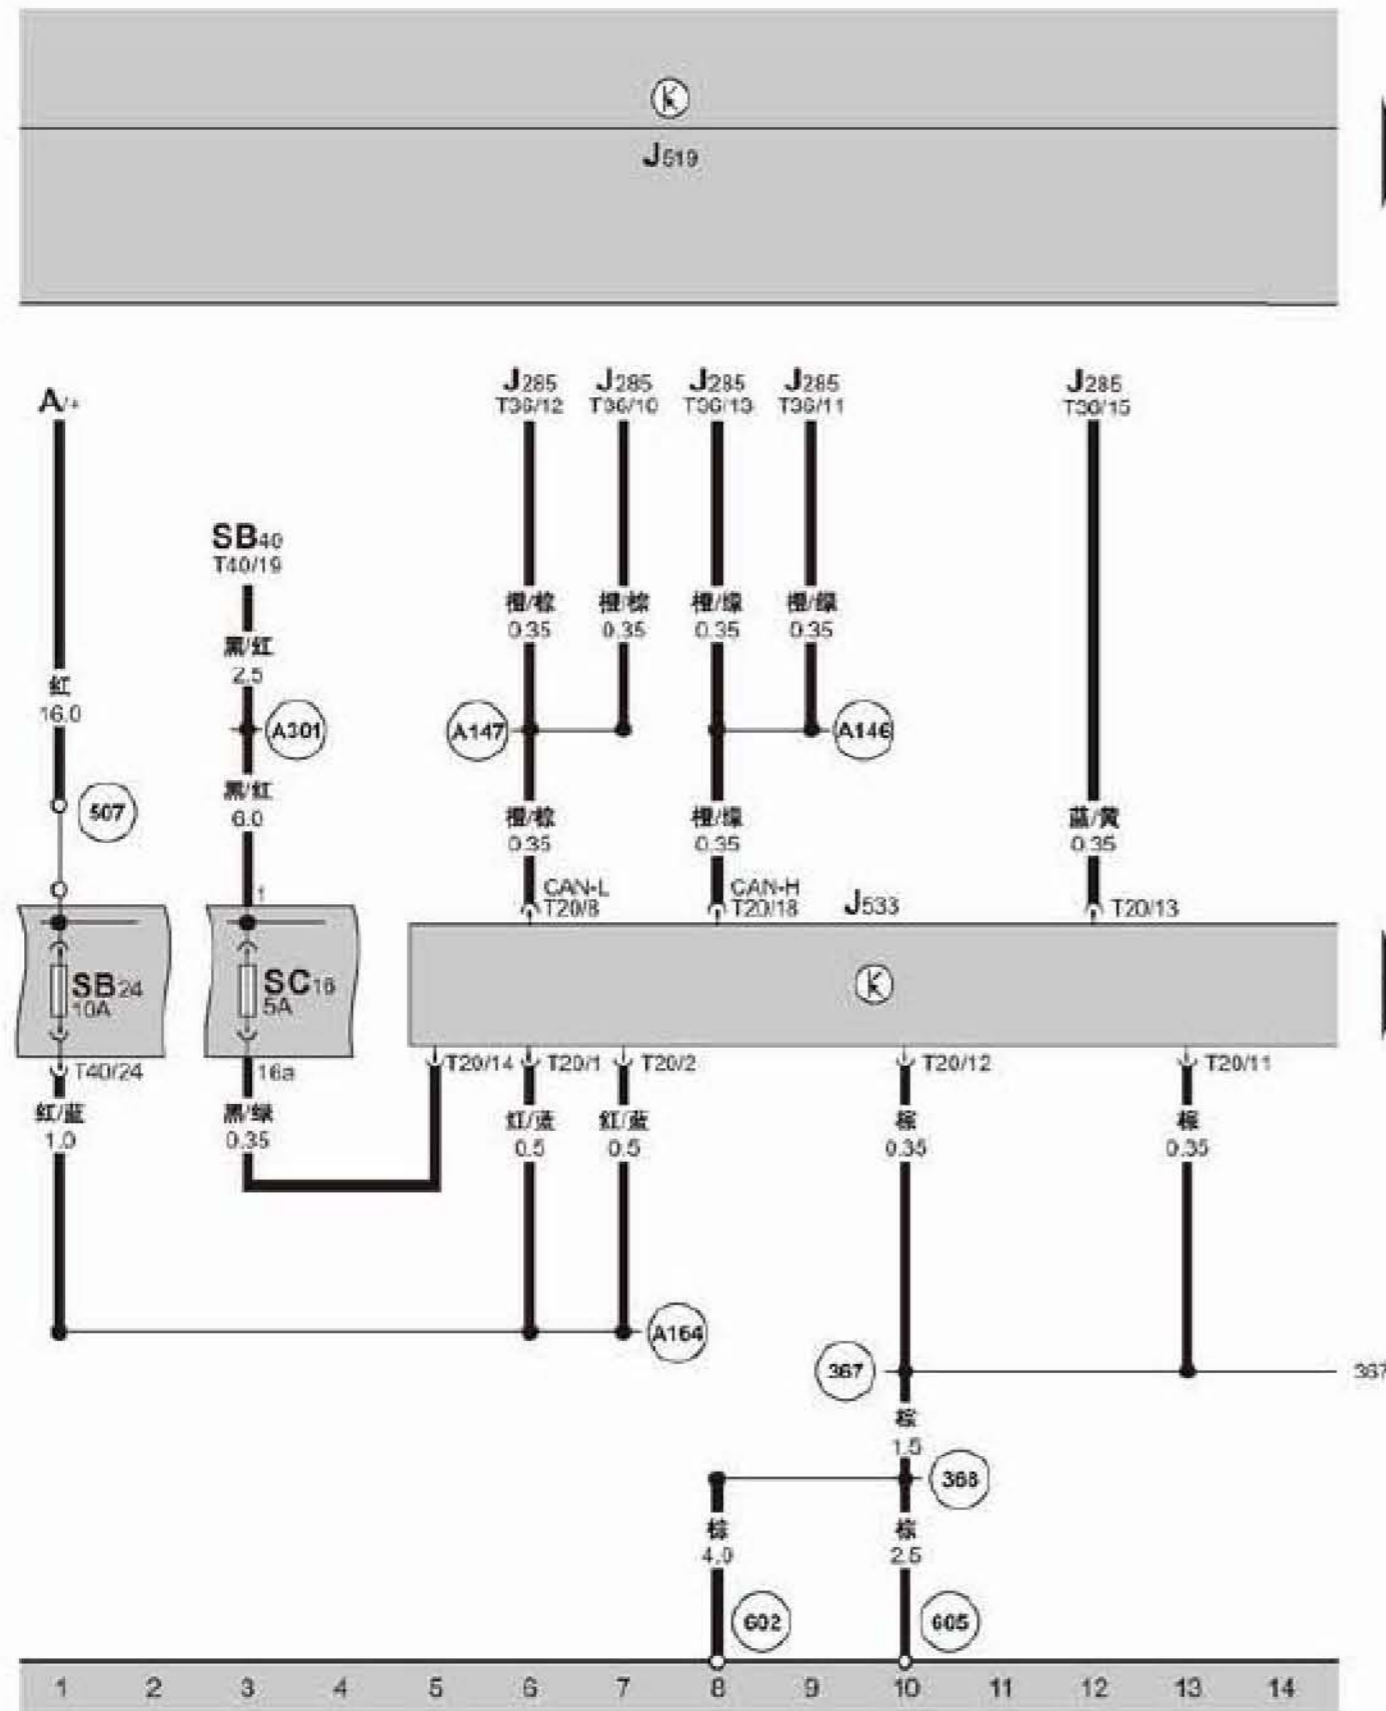 K
J519
J285 J285 J285 J285 J285
A/+ T36/12 T36/10 T36/13 T36/11 T36/15
SB40
T40/19
橙/棕 橙/棕 橙/绿 橙/绿
0.35 0.35 0.35 0.35
黑/红
2.5
红
16.0
A301 A147 A146
黑/红
6.0
507
橙/棕 橙/绿 蓝/黄
0.35 0.35 0.35
1 CAN-L CAN-H
T20/8 T20/18 J533 T20/13
SB24 SC16 K
10A 5A
T40/24 16a T20/14 T20/1 T20/2 T20/12 T20/11
红/蓝 黑/绿 红/蓝 红/蓝 棕 棕
1.0 0.35 0.5 0.5 0.35 0.35
A164
367 367
棕
1.5
368
棕 棕
4.0 2.5
602 605
1 2 3 4 5 6 7 8 9 10 11 12 13 14